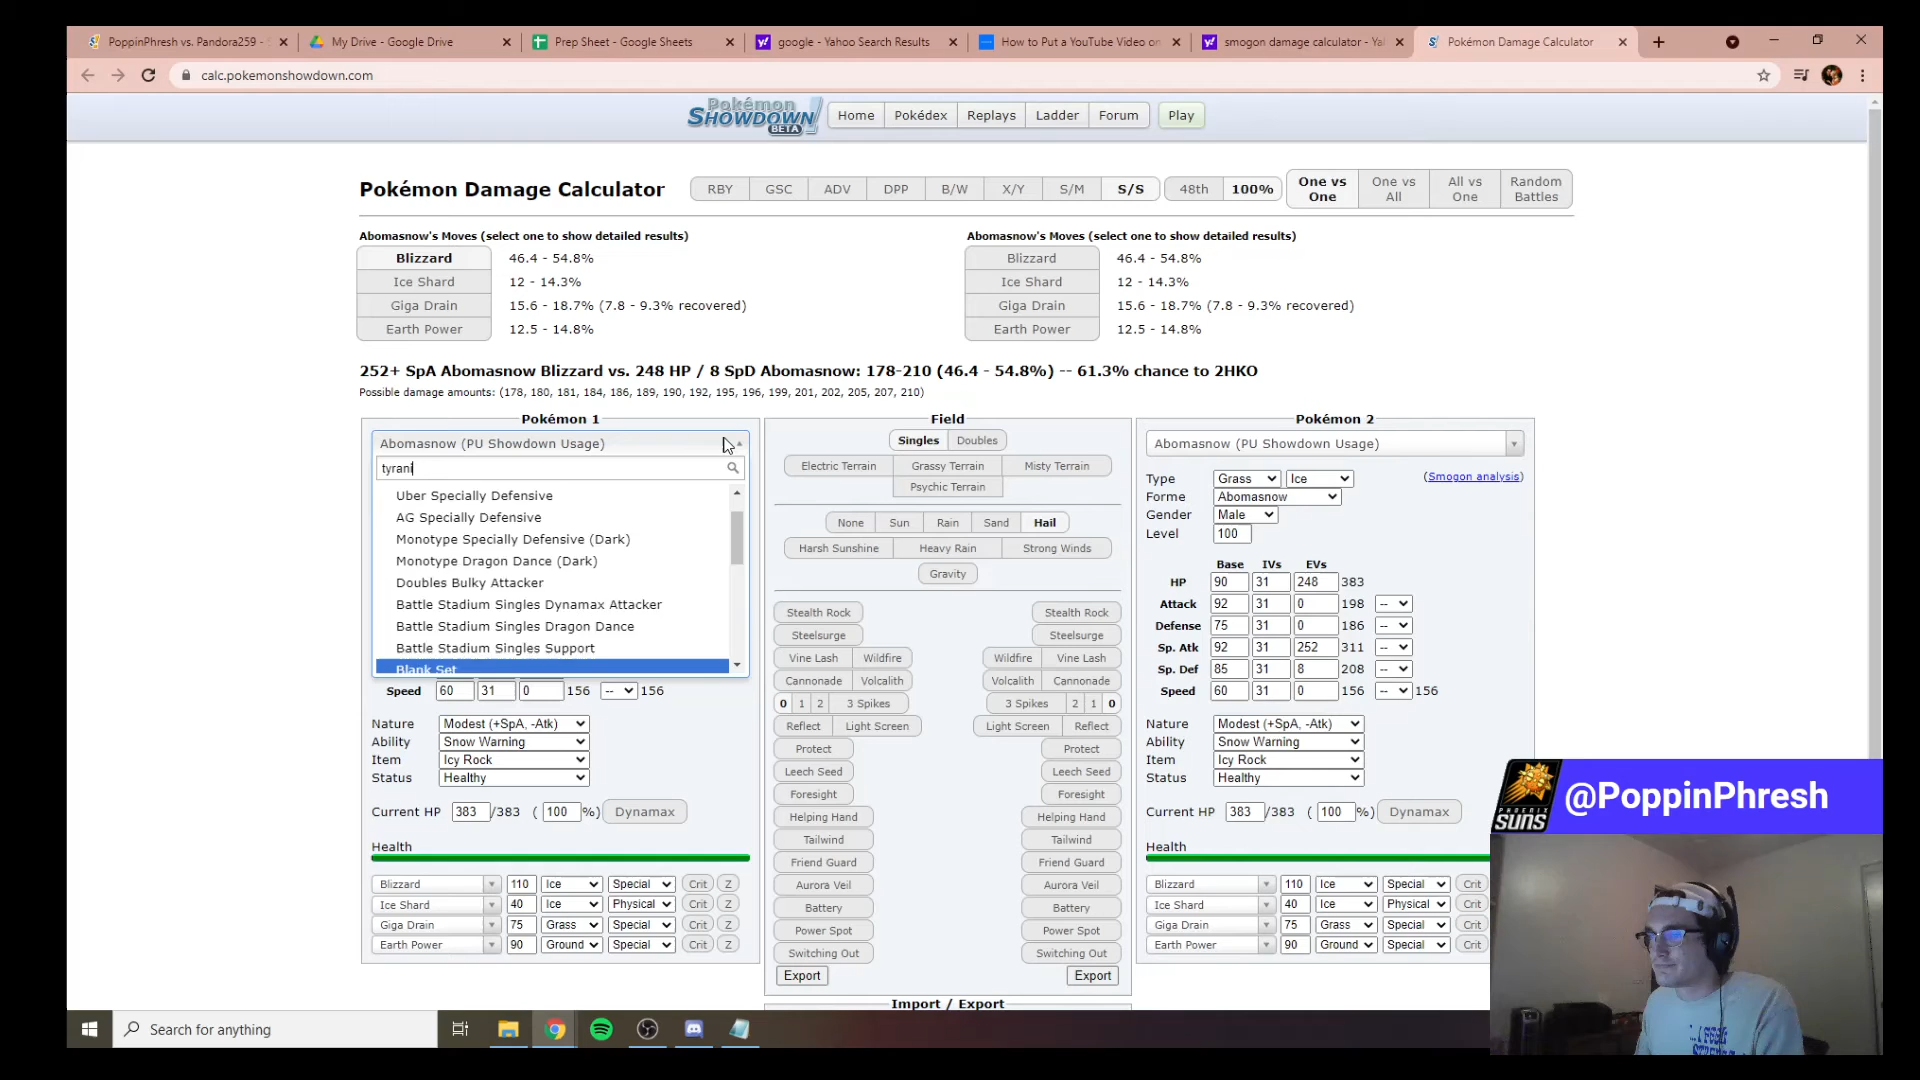 PoppinPhresh vs. Pandora259 - S
My Drive - Google Drive
Prep Sheet - Google Sheets
google - Yahoo Search Results
How to Put a YouTube Video on
smogon damage calculator - Ya
Pokémon Damage Calculator
calc.pokemonshowdown.com
Pokémon SHOWDOWN! BETA
Home Pokédex Replays Ladder Forum Play
Pokémon Damage Calculator
RBY GSC ADV DPP B/W X/Y S/M S/S
48th 100%
One vs One
One vs All
All vs One
Random Battles
Abomasnow's Moves (select one to show detailed results)
Blizzard 46.4 - 54.8%
Ice Shard 12 - 14.3%
Giga Drain 15.6 - 18.7% (7.8 - 9.3% recovered)
Earth Power 12.5 - 14.8%
Abomasnow's Moves (select one to show detailed results)
Blizzard 46.4 - 54.8%
Ice Shard 12 - 14.3%
Giga Drain 15.6 - 18.7% (7.8 - 9.3% recovered)
Earth Power 12.5 - 14.8%
252+ SpA Abomasnow Blizzard vs. 248 HP / 8 SpD Abomasnow: 178-210 (46.4 - 54.8%) -- 61.3% chance to 2HKO
Possible damage amounts: (178, 180, 181, 184, 186, 189, 190, 192, 195, 196, 199, 201, 202, 205, 207, 210)
Pokémon 1
Abomasnow (PU Showdown Usage)
tyrani
Uber Specially Defensive
AG Specially Defensive
Monotype Specially Defensive (Dark)
Monotype Dragon Dance (Dark)
Doubles Bulky Attacker
Battle Stadium Singles Dynamax Attacker
Battle Stadium Singles Dragon Dance
Battle Stadium Singles Support
Blank Set
Speed 60 31 0 156 -- 156
Nature Modest (+SpA, -Atk)
Ability Snow Warning
Item Icy Rock
Status Healthy
Current HP 383 /383 ( 100 %) Dynamax
Health
Blizzard 110 Ice Special Crit Z
Ice Shard 40 Ice Physical Crit Z
Giga Drain 75 Grass Special Crit Z
Earth Power 90 Ground Special Crit Z
Field
Singles Doubles
Electric Terrain Grassy Terrain Misty Terrain
Psychic Terrain
None Sun Rain Sand Hail
Harsh Sunshine Heavy Rain Strong Winds
Gravity
Stealth Rock Stealth Rock
Steelsurge Steelsurge
Vine Lash Wildfire Wildfire Vine Lash
Cannonade Volcalith Volcalith Cannonade
0 1 2 3 Spikes 3 Spikes 2 1 0
Reflect Light Screen Light Screen Reflect
Protect Protect
Leech Seed Leech Seed
Foresight Foresight
Helping Hand Helping Hand
Tailwind Tailwind
Friend Guard Friend Guard
Aurora Veil Aurora Veil
Battery Battery
Power Spot Power Spot
Switching Out Switching Out
Export Export
Import / Export
Pokémon 2
Abomasnow (PU Showdown Usage)
Type Grass Ice (Smogon analysis)
Forme Abomasnow
Gender Male
Level 100
Base IVs EVs
HP 90 31 248 383
Attack 92 31 0 198 --
Defense 75 31 0 186 --
Sp. Atk 92 31 252 311 --
Sp. Def 85 31 8 208 --
Speed 60 31 0 156 -- 156
Nature Modest (+SpA, -Atk)
Ability Snow Warning
Item Icy Rock
Status Healthy
Current HP 383 /383 ( 100 %) Dynamax
Health
Blizzard 110 Ice Special Crit
Ice Shard 40 Ice Physical Crit
Giga Drain 75 Grass Special Crit
Earth Power 90 Ground Special Crit
PHOENIX
SUNS
@PoppinPhresh
Search for anything